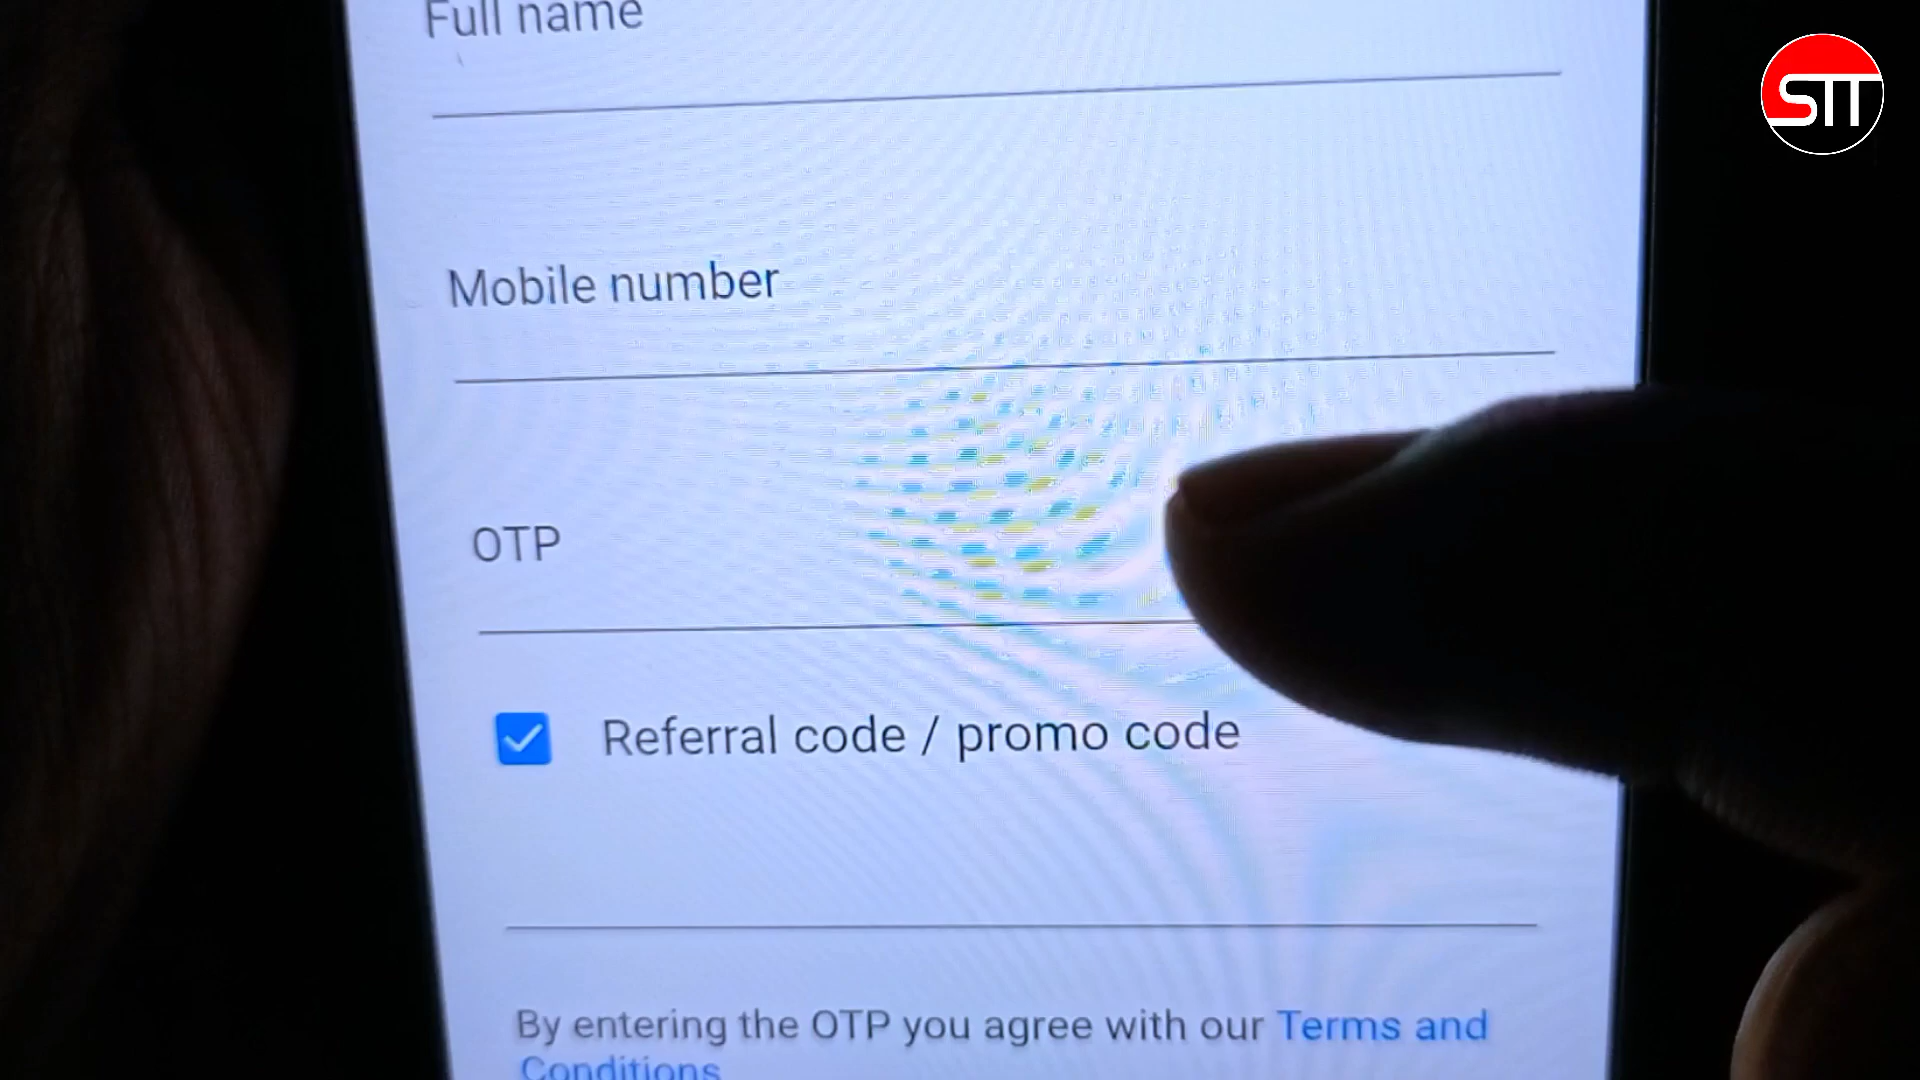 Full name
STT
Mobile number
OTP
Referral code / promo code
By entering the OTP you agree with our Terms and
Conditions